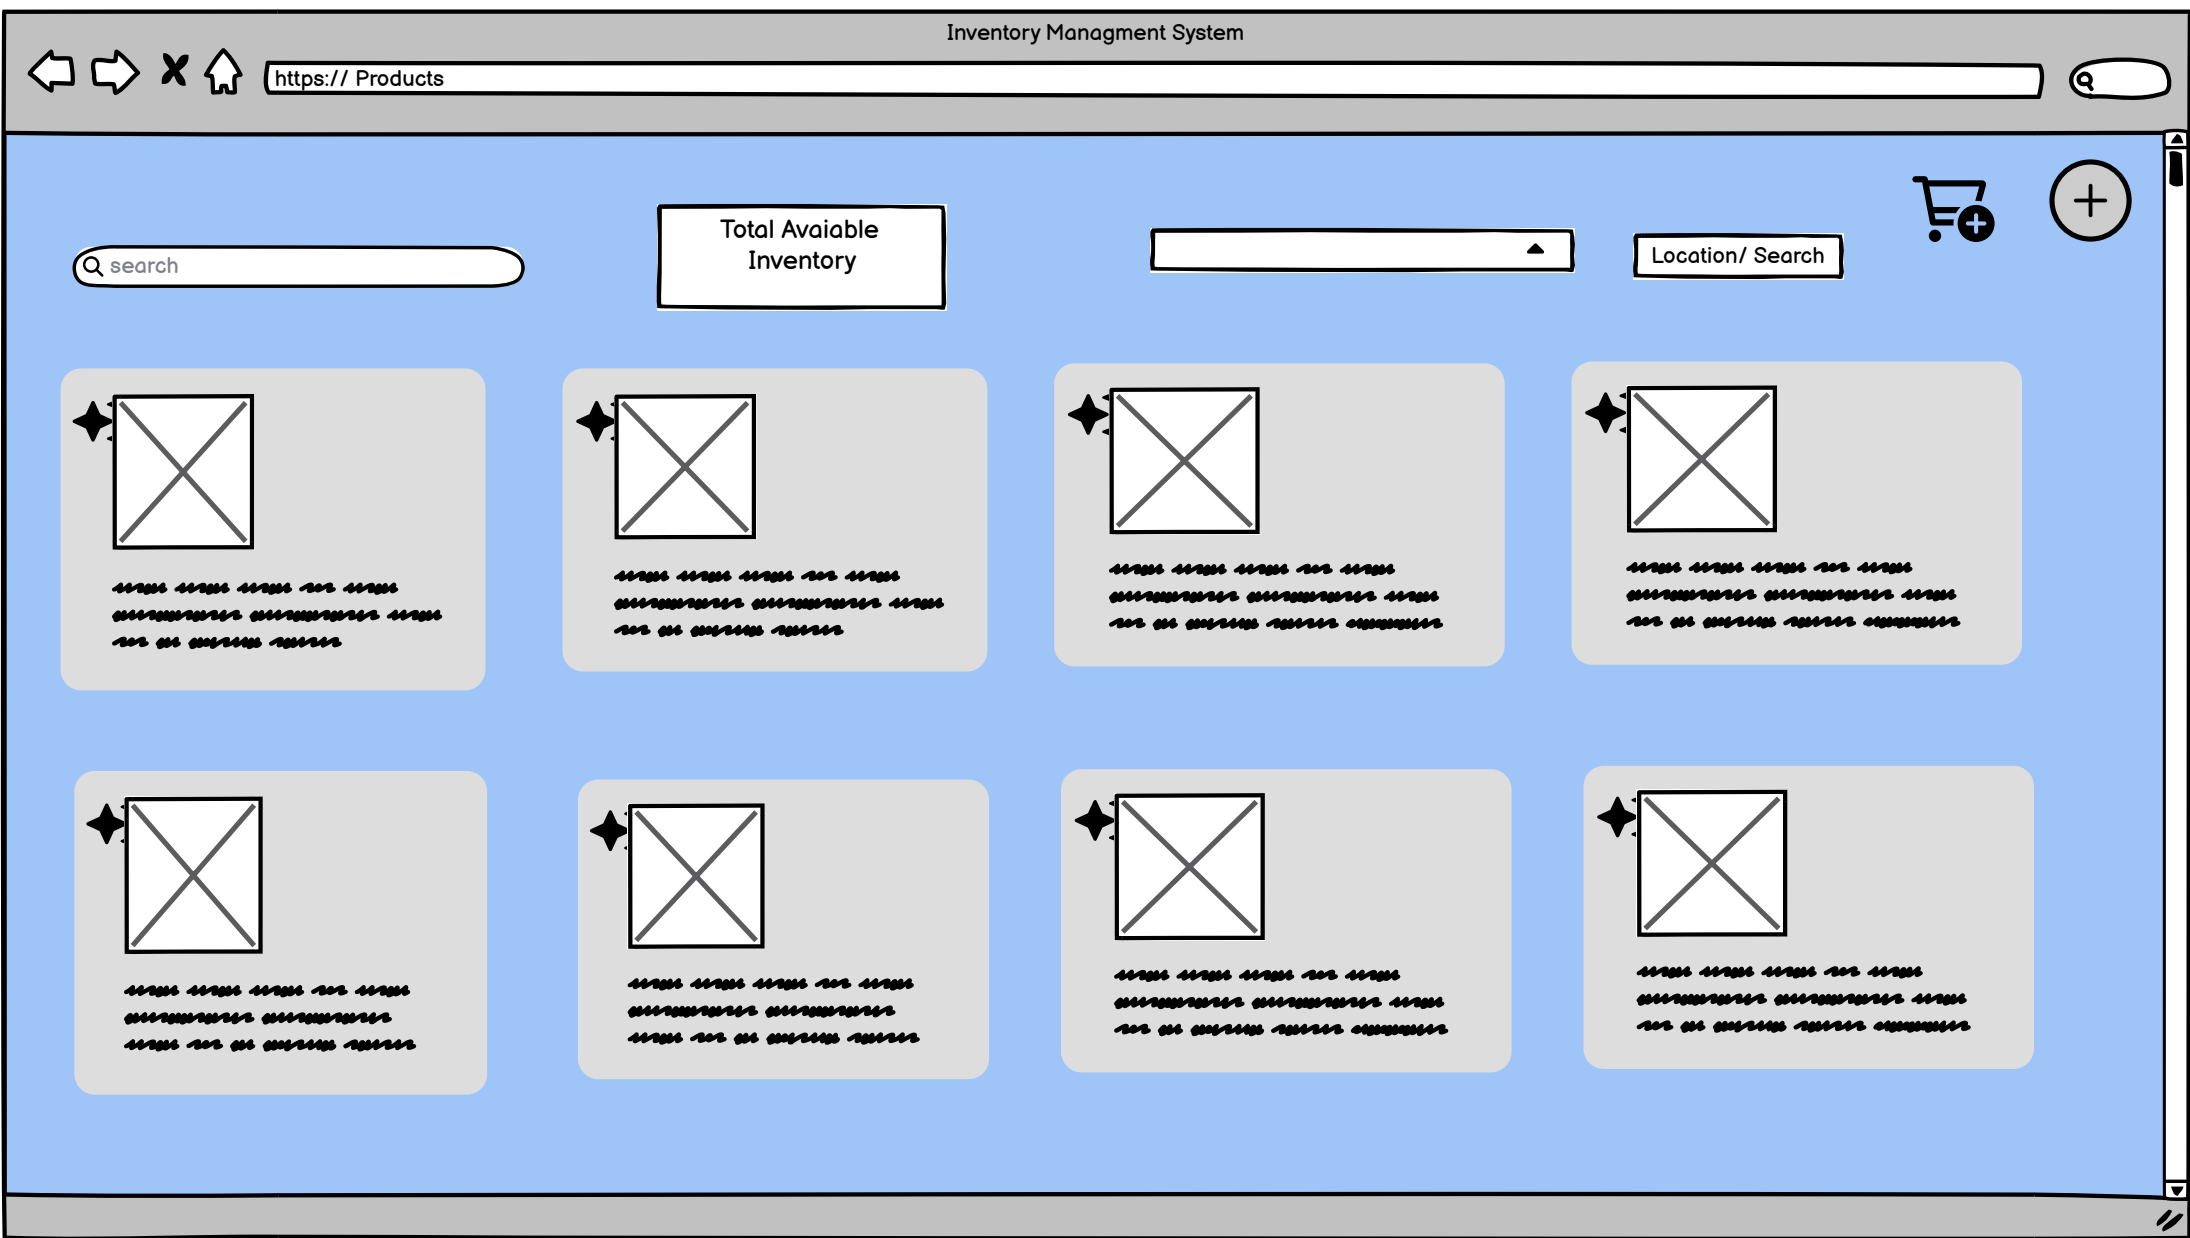 Inventory Managment System
https:// Products
search
Total Avaiable
Inventory
Location/ Search